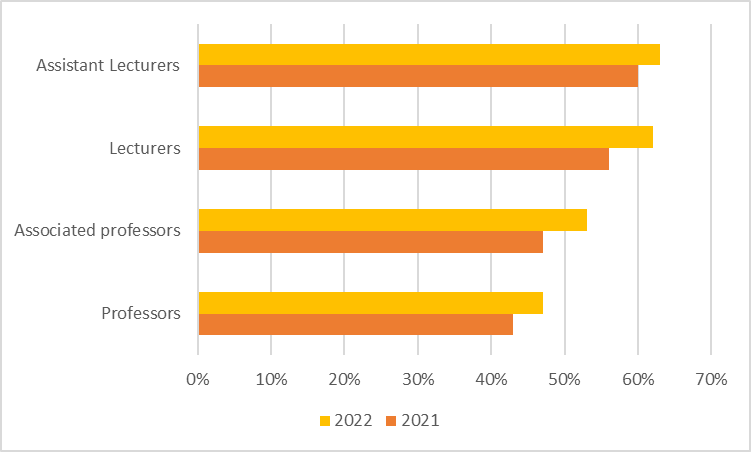 Assistant Lecturers
Lecturers
Associated professors
Professors
0% 10% 20% 30% 40% 50% 60% 70%
2022 2021